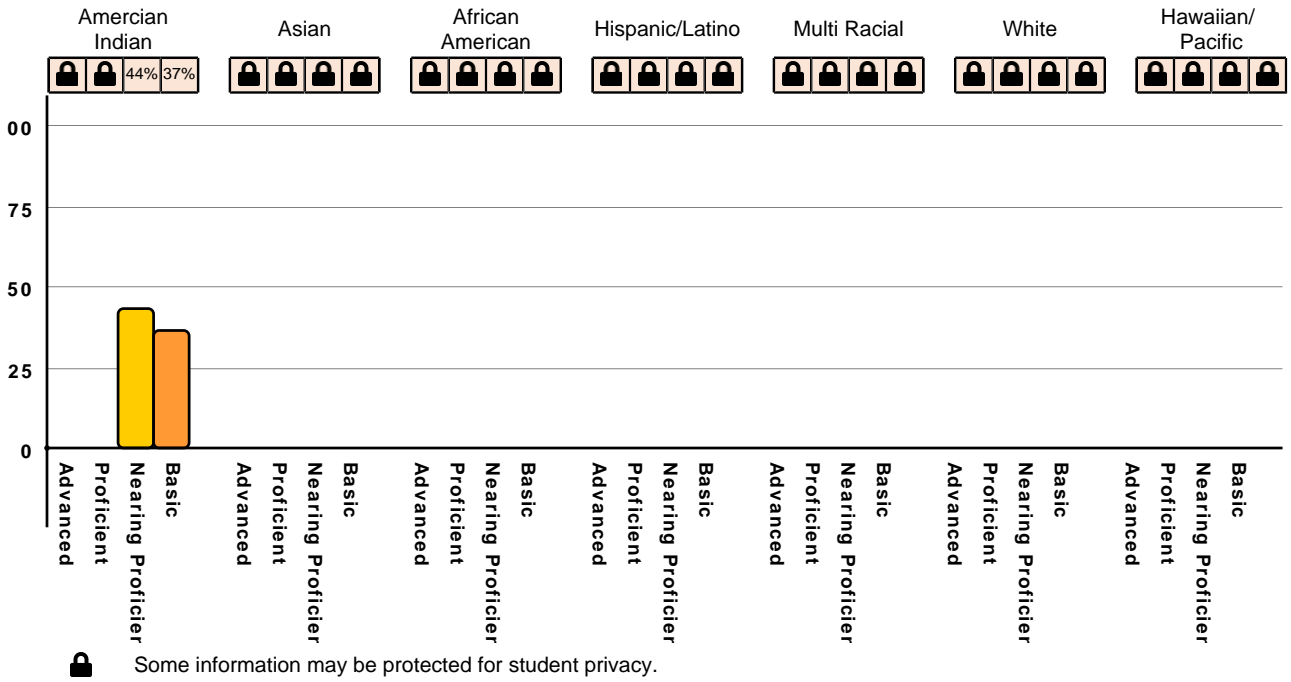 Amercian
Indian
Asian
African
American
Hispanic/Latino
Multi Racial
White
Hawaiian/
Pacific
44% 37%
00
75
50
25
0
Advanced
Proficient
Nearing Proficier
Basic
Advanced
Proficient
Nearing Proficier
Basic
Advanced
Proficient
Nearing Proficier
Basic
Advanced
Proficient
Nearing Proficier
Basic
Advanced
Proficient
Nearing Proficier
Basic
Advanced
Proficient
Nearing Proficier
Basic
Advanced
Proficient
Nearing Proficier
Basic
Some information may be protected for student privacy.